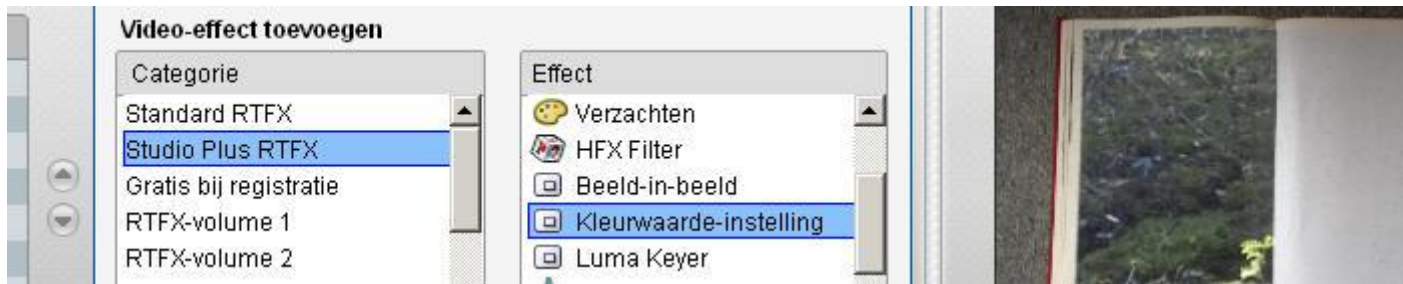 Video-effect toevoegen
Categorie
Standard RTFX
Studio Plus RTFX
Gratis bij registratie
RTFX-volume 1
RTFX-volume 2
Effect
Verzachten
HFX Filter
Beeld-in-beeld
Kleurwaarde-instelling
Luma Keyer